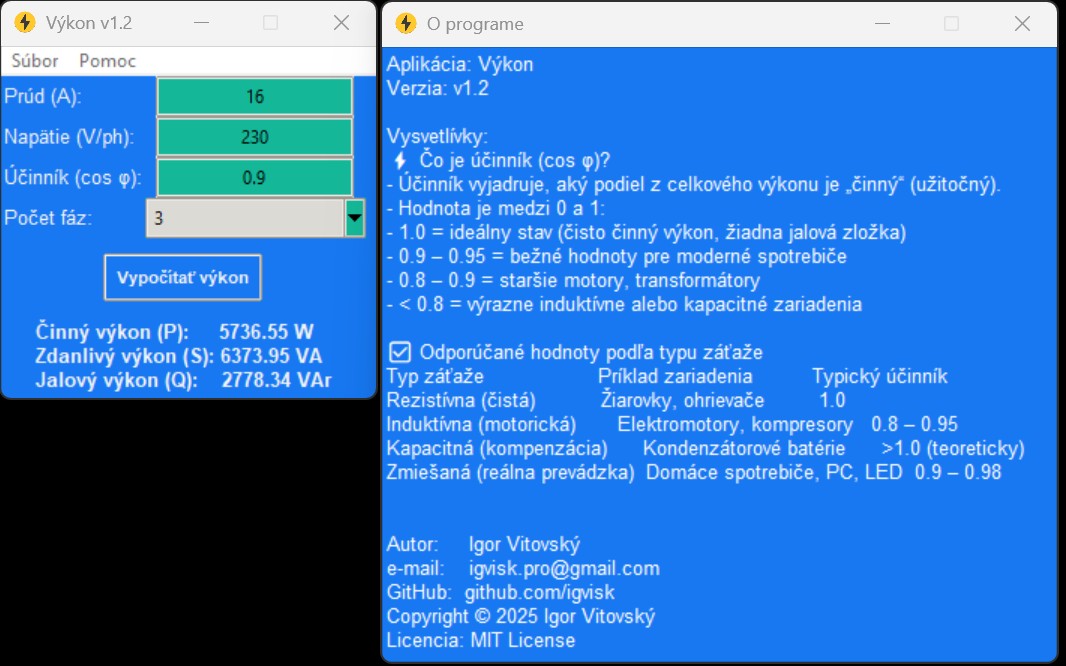 Výkon v1.2
Súbor Pomoc
Prúd (A): 16
Napätie (V/ph): 230
Účinník (cos φ): 0.9
Počet fáz: 3
Vypočítať výkon
Činný výkon (P): 5736.55 W
Zdanlivý výkon (S): 6373.95 VA
Jalový výkon (Q): 2778.34 VAr
O programe
Aplikácia: Výkon
Verzia: v1.2
Vysvetlívky:
⚡ Čo je účinník (cos φ)?
- Účinník vyjadruje, aký podiel z celkového výkonu je „činný“ (užitočný).
- Hodnota je medzi 0 a 1:
- 1.0 = ideálny stav (čisto činný výkon, žiadna jalová zložka)
- 0.9 – 0.95 = bežné hodnoty pre moderné spotrebiče
- 0.8 – 0.9 = staršie motory, transformátory
- < 0.8 = výrazne induktívne alebo kapacitné zariadenia
☑ Odporúčané hodnoty podľa typu záťaže
Typ záťaže Príklad zariadenia Typický účinník
Rezistívna (čistá) Žiarovky, ohrievače 1.0
Induktívna (motorická) Elektromotory, kompresory 0.8 – 0.95
Kapacitná (kompenzácia) Kondenzátorové batérie >1.0 (teoreticky)
Zmiešaná (reálna prevádzka) Domáce spotrebiče, PC, LED 0.9 – 0.98
Autor: Igor Vitovský
e-mail: igvisk.pro@gmail.com
GitHub: github.com/igvisk
Copyright © 2025 Igor Vitovský
Licencia: MIT License